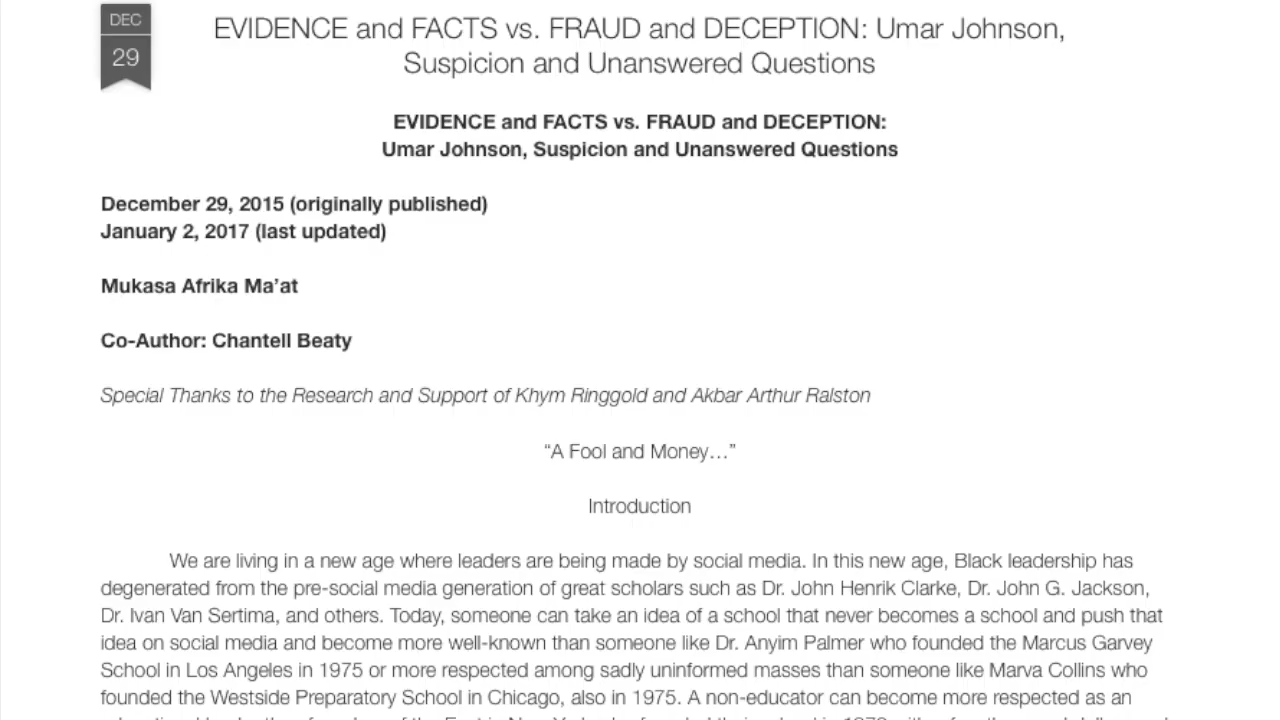 DEC
29
EVIDENCE and FACTS vs. FRAUD and DECEPTION: Umar Johnson,
Suspicion and Unanswered Questions
EVIDENCE and FACTS vs. FRAUD and DECEPTION:
Umar Johnson, Suspicion and Unanswered Questions
December 29, 2015 (originally published)
January 2, 2017 (last updated)
Mukasa Afrika Ma’at
Co-Author: Chantell Beaty
Special Thanks to the Research and Support of Khym Ringgold and Akbar Arthur Ralston
“A Fool and Money…”
Introduction
We are living in a new age where leaders are being made by social media. In this new age, Black leadership has
degenerated from the pre-social media generation of great scholars such as Dr. John Henrik Clarke, Dr. John G. Jackson,
Dr. Ivan Van Sertima, and others. Today, someone can take an idea of a school that never becomes a school and push that
idea on social media and become more well-known than someone like Dr. Anyim Palmer who founded the Marcus Garvey
School in Los Angeles in 1975 or more respected among sadly uninformed masses than someone like Marva Collins who
founded the Westside Preparatory School in Chicago, also in 1975. A non-educator can become more respected as an